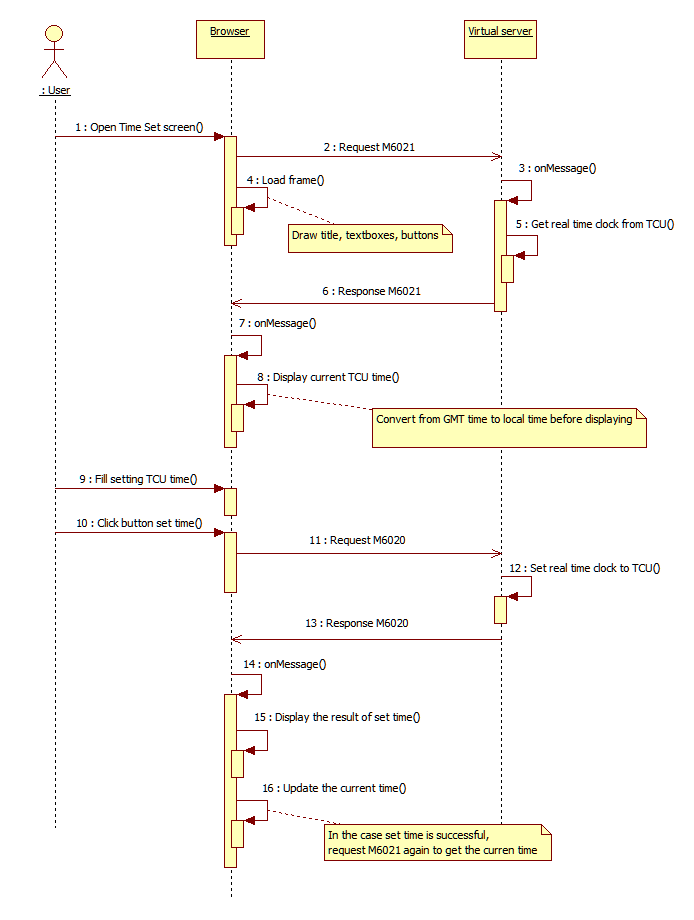 Browser
Virtual server
: User
1 : Open Time Set screen()
2 : Request M6021
3 : onMessage()
4 : Load frame()
5 : Get real time clock from TCU()
Draw title, textboxes, buttons
6 : Response M6021
7 : onMessage()
8 : Display current TCU time()
Convert from GMT time to local time before displaying
9 : Fill setting TCU time()
10 : Click button set time()
11 : Request M6020
12 : Set real time clock to TCU()
13 : Response M6020
14 : onMessage()
15 : Display the result of set time()
16 : Update the current time()
In the case set time is successful,
request M6021 again to get the curren time